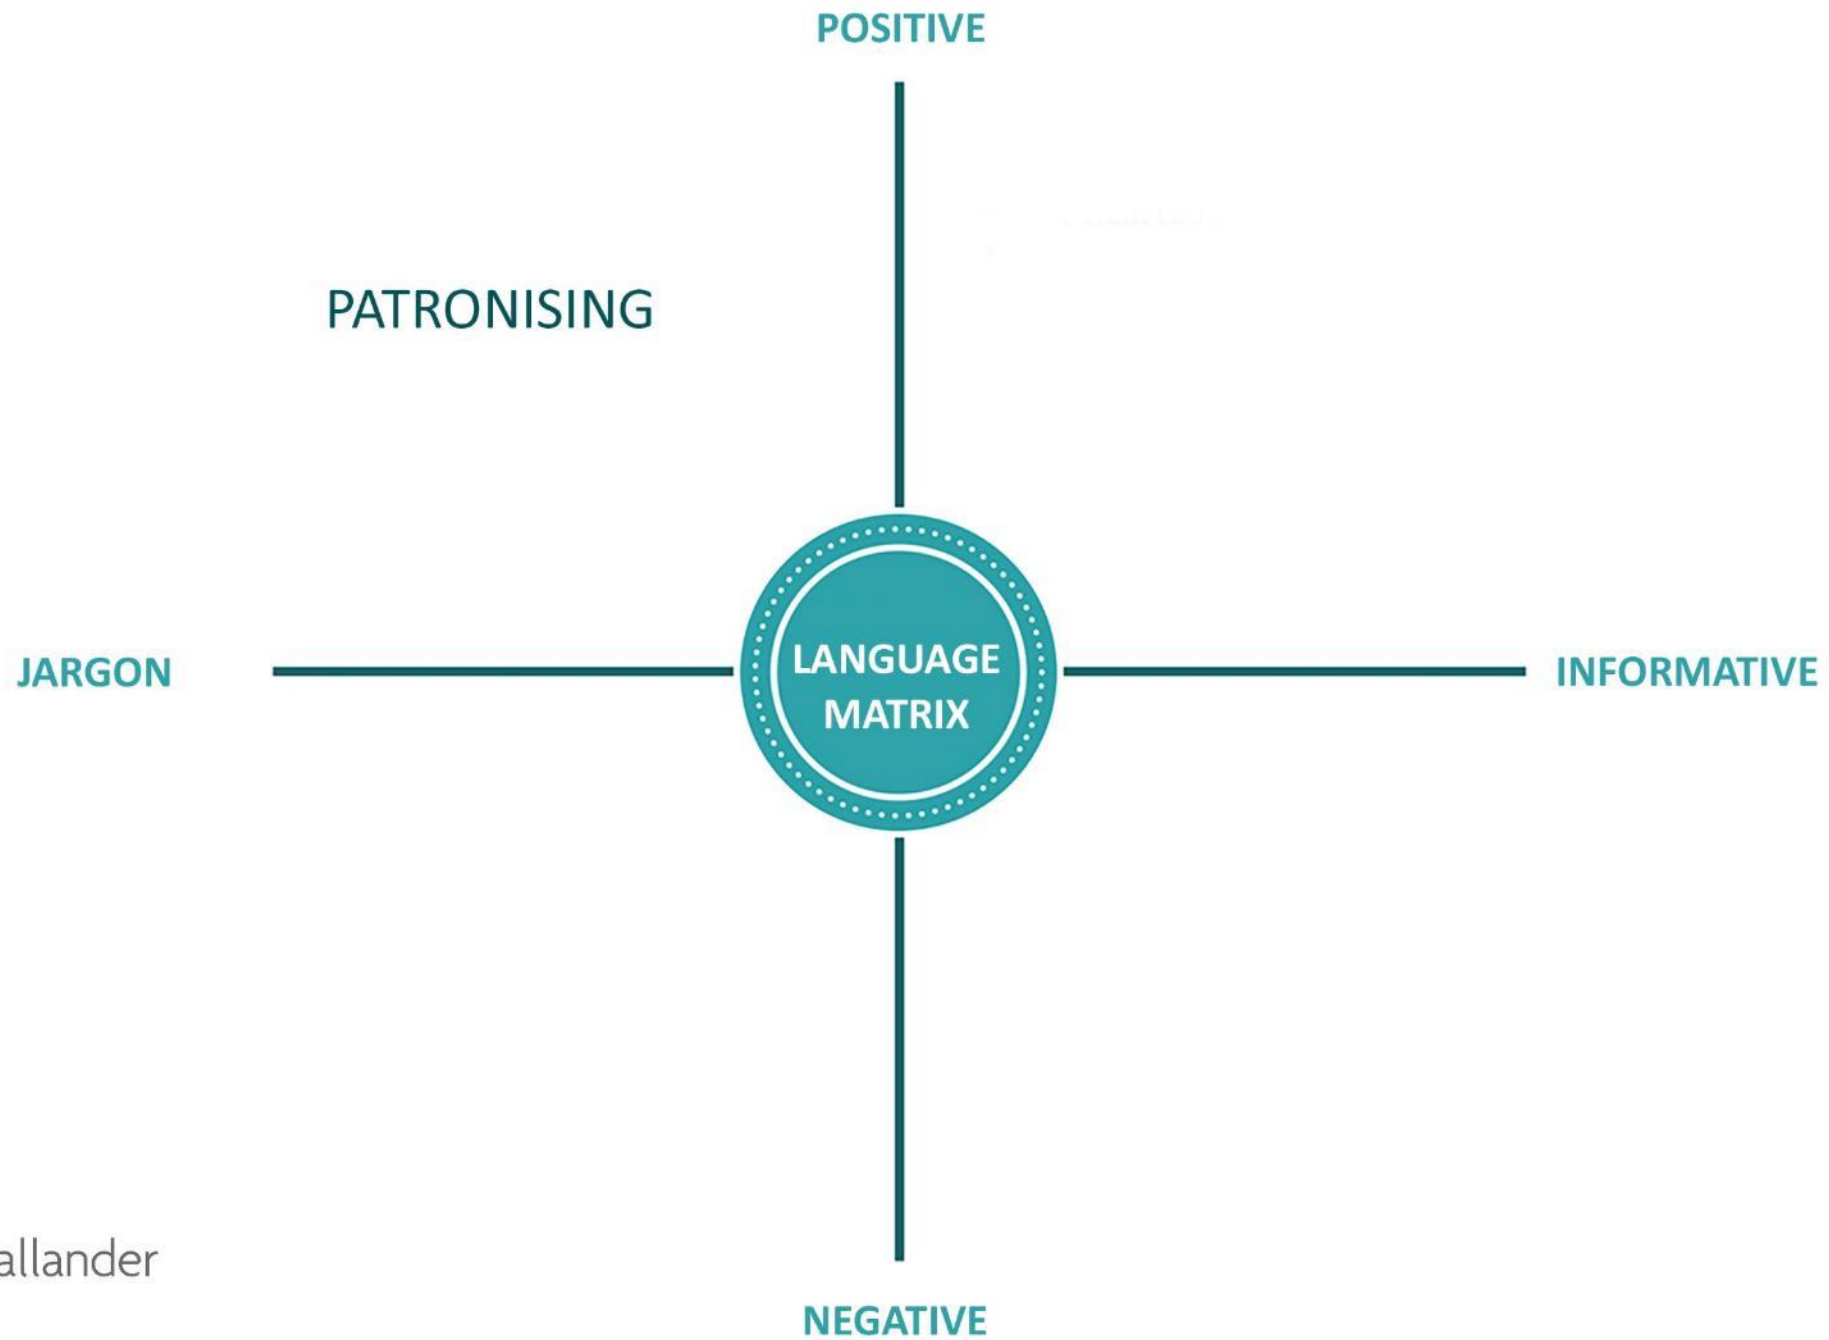 POSITIVE
PATRONISING
JARGON
LANGUAGE
MATRIX
INFORMATIVE
allander
NEGATIVE